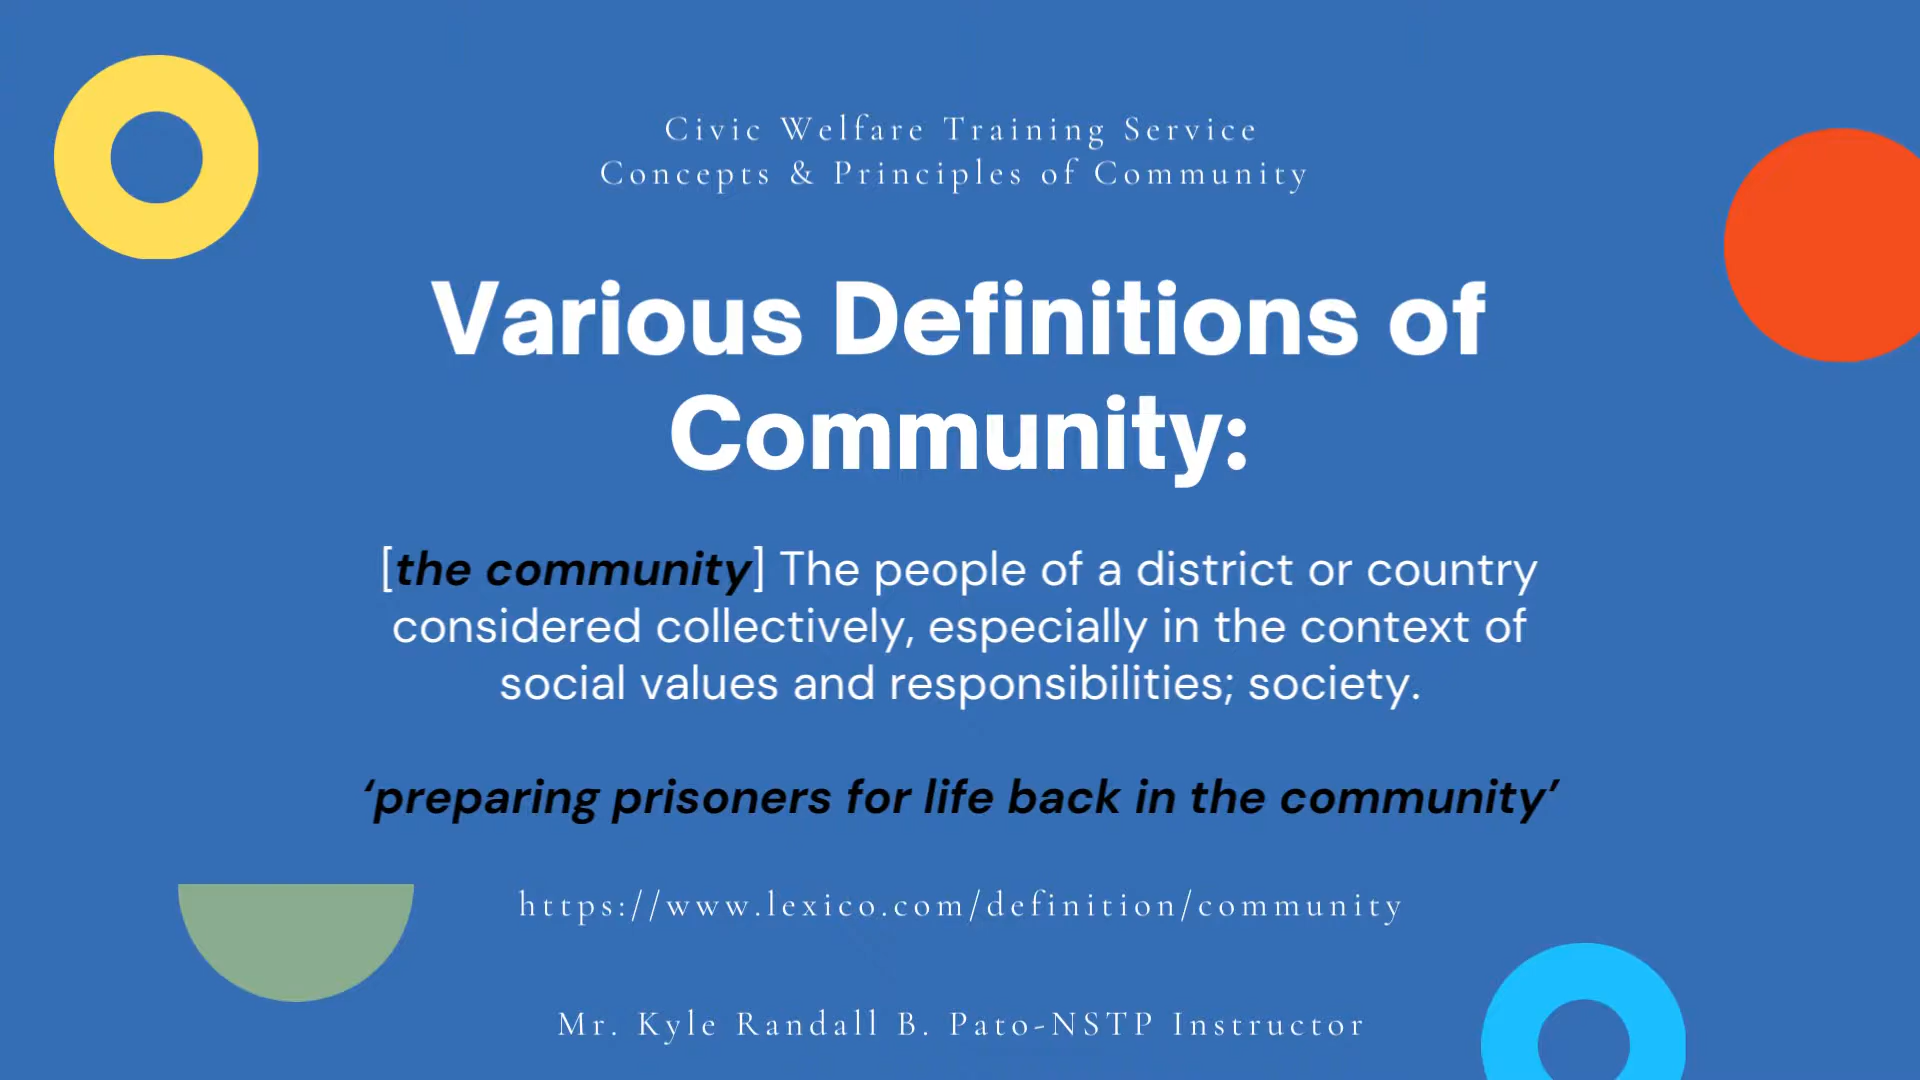 Civic Welfare Training Service
Concepts & Principles of Community
Various Definitions of
Community:
[the community] The people of a district or country
considered collectively, especially in the context of
social values and responsibilities; society.
‘preparing prisoners for life back in the community’
https://www.lexico.com/definition/community
Mr. Kyle Randall B. Pato-NSTP Instructor